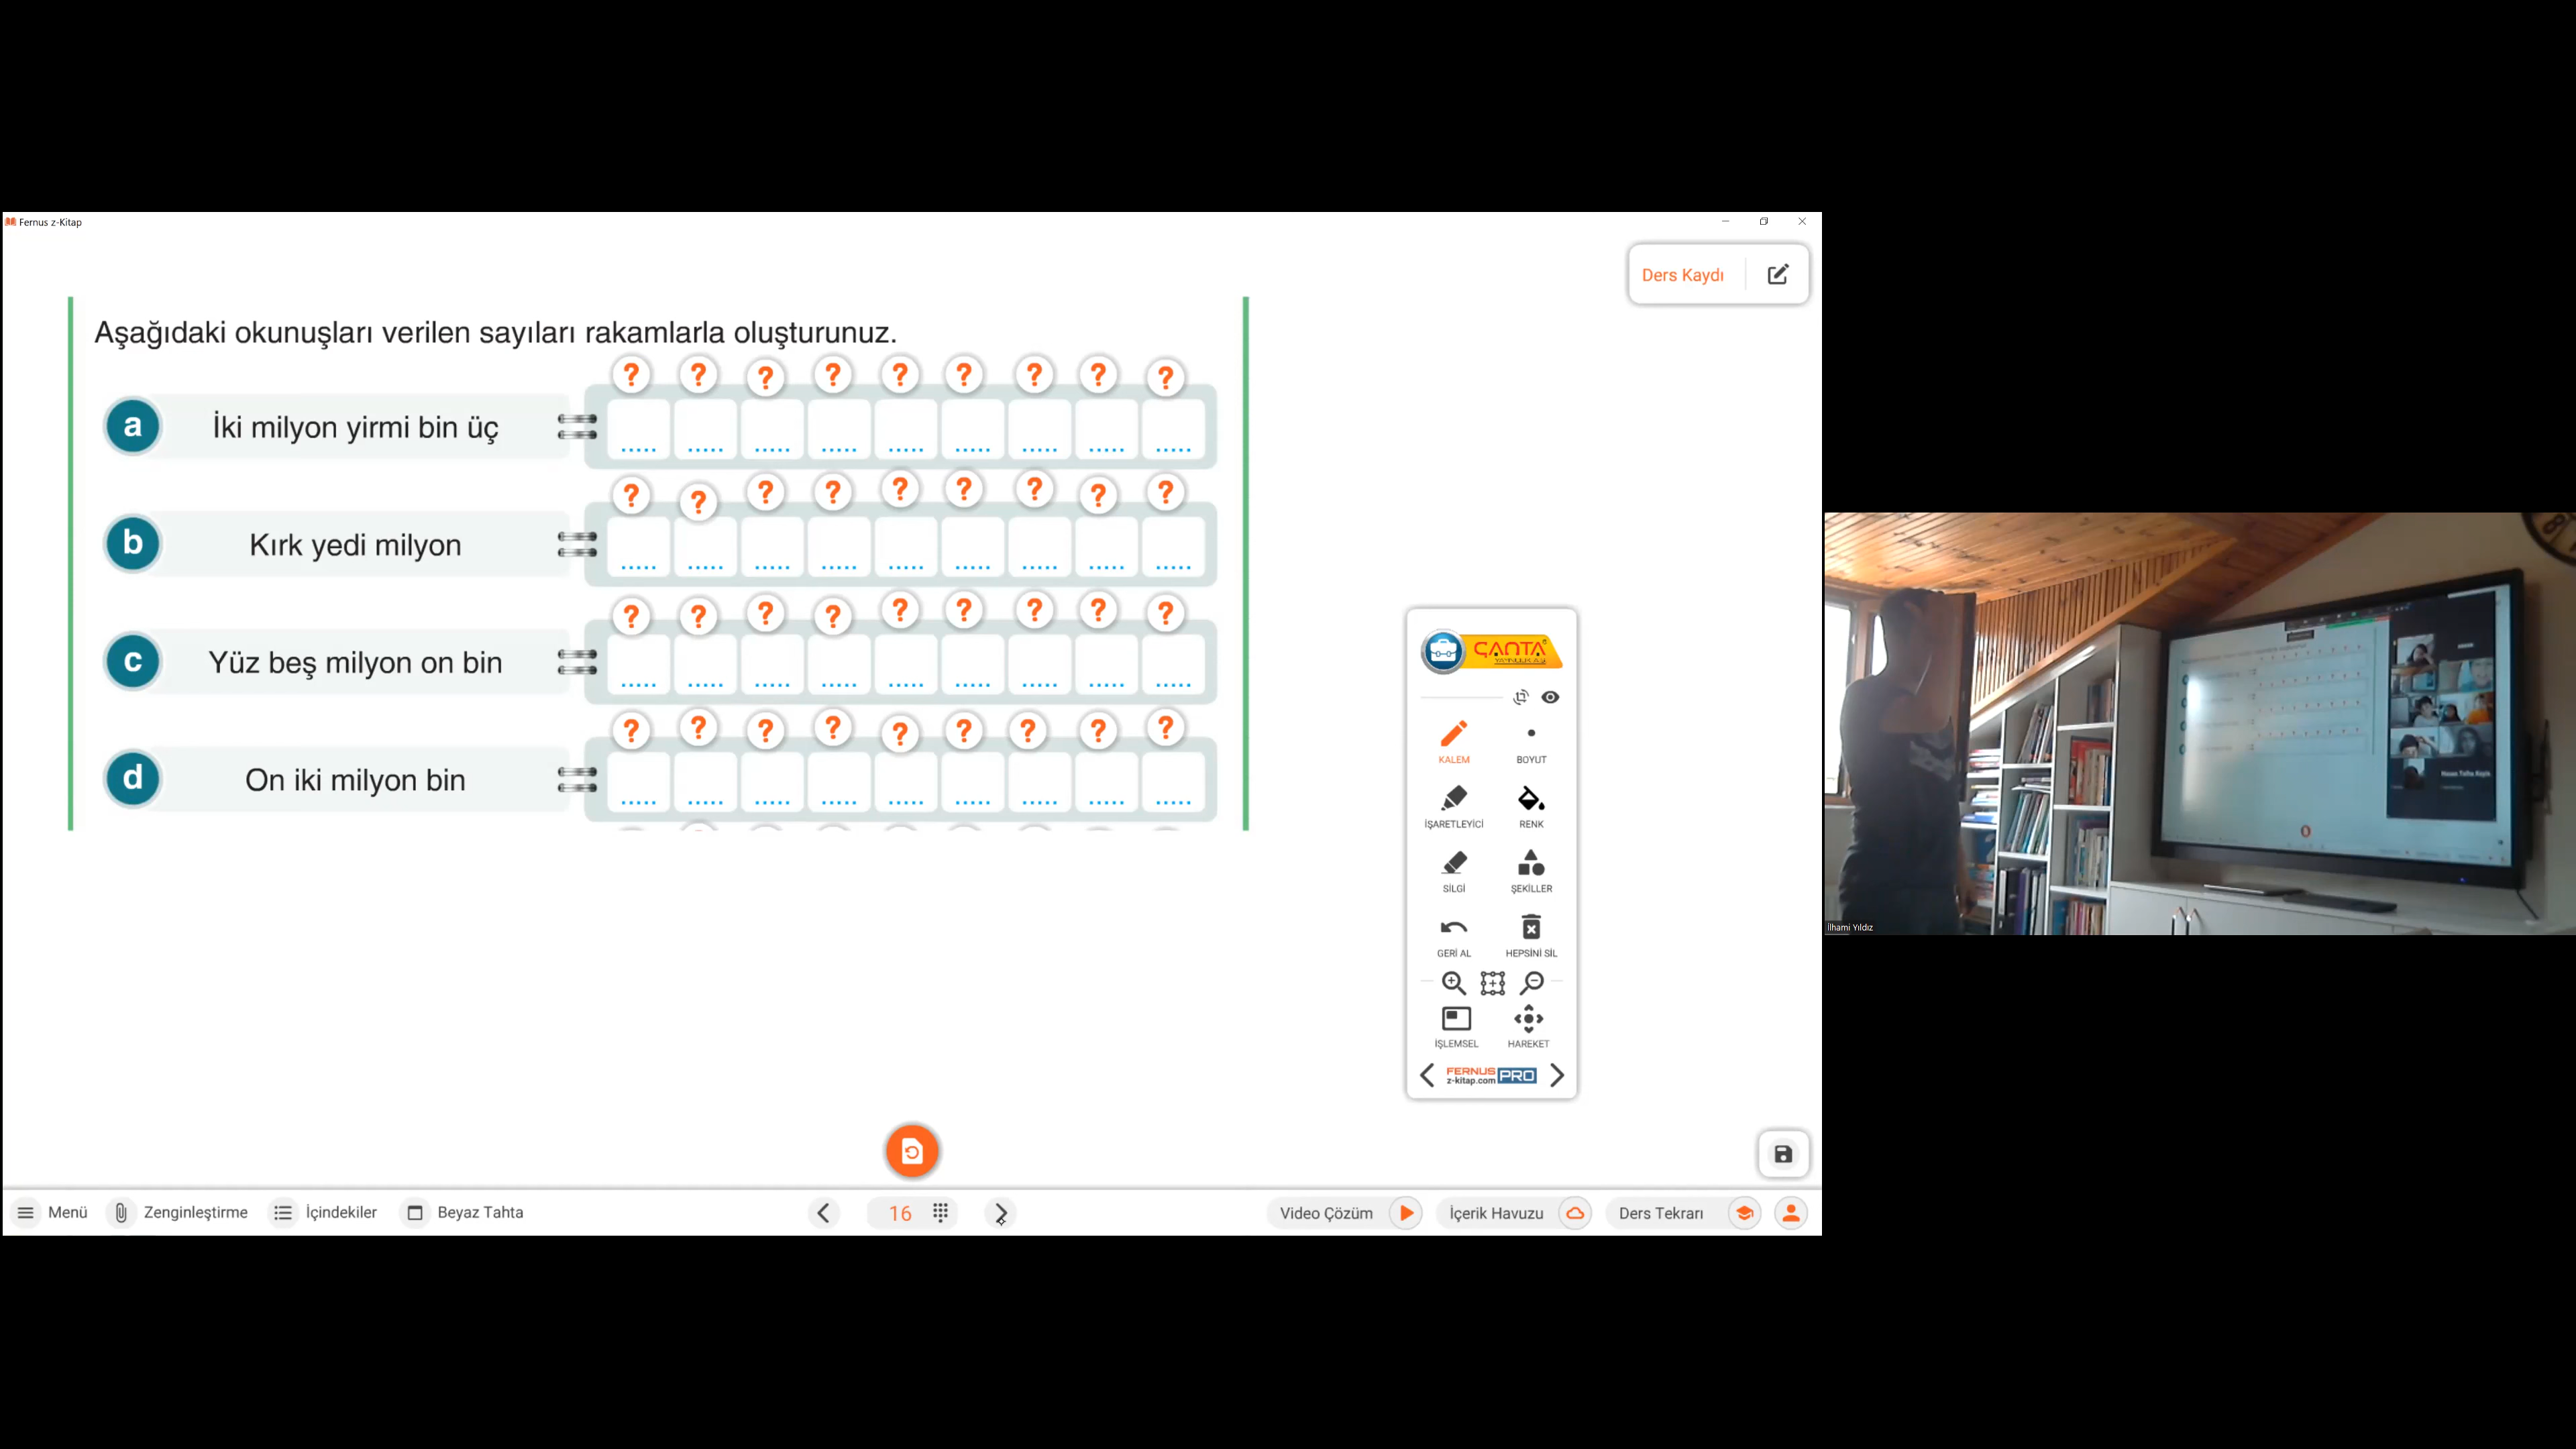 Fernus z-Kitap
Ders Kaydı
Aşağıdaki okunuşları verilen sayıları rakamlarla oluşturunuz.
? ? ? ? ? ? ? ? ?
a İki milyon yirmi bin üç ..... ..... ..... ..... ..... ..... ..... ..... .....
? ? ? ? ? ? ? ? ?
b Kırk yedi milyon ..... ..... ..... ..... ..... ..... ..... ..... .....
? ? ? ? ? ? ? ? ?
c Yüz beş milyon on bin ..... ..... ..... ..... ..... ..... ..... ..... .....
? ? ? ? ? ? ? ? ?
d On iki milyon bin ..... ..... ..... ..... ..... ..... ..... ..... .....
ÇANTA
YAYINLARI
KALEM BOYUT
İŞARETLEYİCİ RENK
SİLGİ ŞEKİLLER
GERİ AL HEPSİNİ SİL
İŞLEMSEL HAREKET
FERNUS PRO
z-kitap.com
Menü Zenginleştirme İçindekiler Beyaz Tahta 16 Video Çözüm İçerik Havuzu Ders Tekrarı
İlhami Yıldız